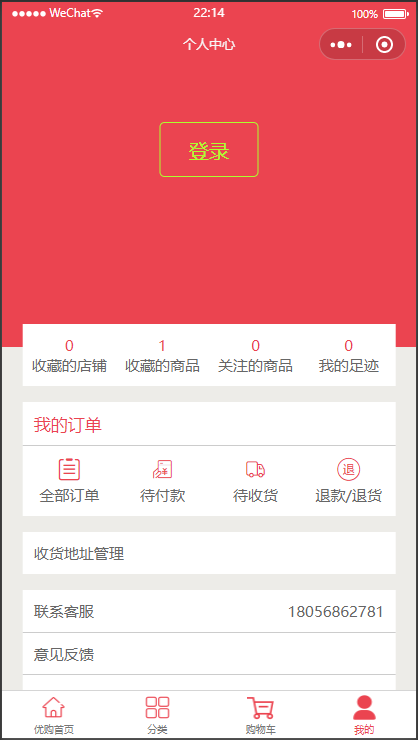 WeChat 22:14 100%
个人中心
登录
0 1 0 0
收藏的店铺 收藏的商品 关注的商品 我的足迹
我的订单
退
全部订单 待付款 待收货 退款/退货
收货地址管理
联系客服 18056862781
意见反馈
优购首页 分类 购物车 我的